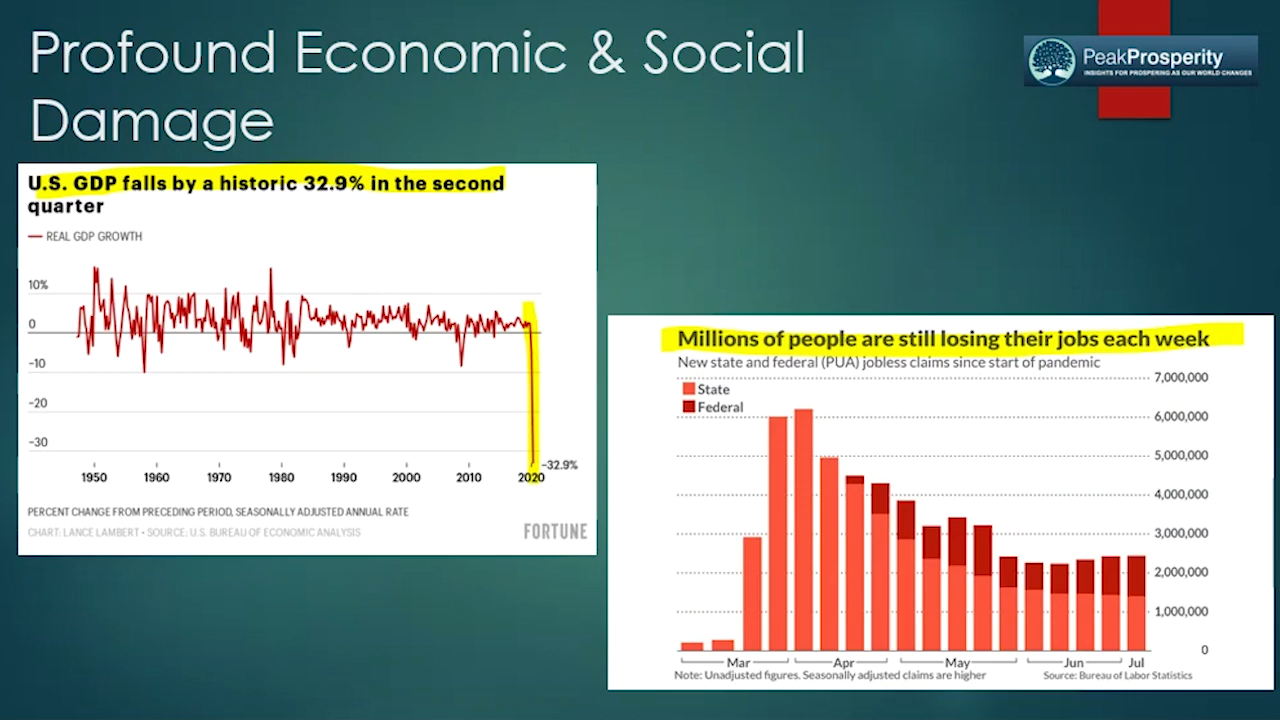 Profound Economic & Social
Damage
PeakProsperity
INSIGHTS FOR PROSPERING AS OUR WORLD CHANGES
U.S. GDP falls by a historic 32.9% in the second
quarter
REAL GDP GROWTH
10%
0
-10
-20
-30
-32.9%
1950 1960 1970 1980 1990 2000 2010 2020
PERCENT CHANGE FROM PRECEDING PERIOD, SEASONALLY ADJUSTED ANNUAL RATE
CHART: LANCE LAMBERT • SOURCE: U.S. BUREAU OF ECONOMIC ANALYSIS
FORTUNE
Millions of people are still losing their jobs each week
New state and federal (PUA) jobless claims since start of pandemic
State
Federal
7,000,000
6,000,000
5,000,000
4,000,000
3,000,000
2,000,000
1,000,000
0
Mar Apr May Jun Jul
Note: Unadjusted figures. Seasonally adjusted claims are higher
Source: Bureau of Labor Statistics